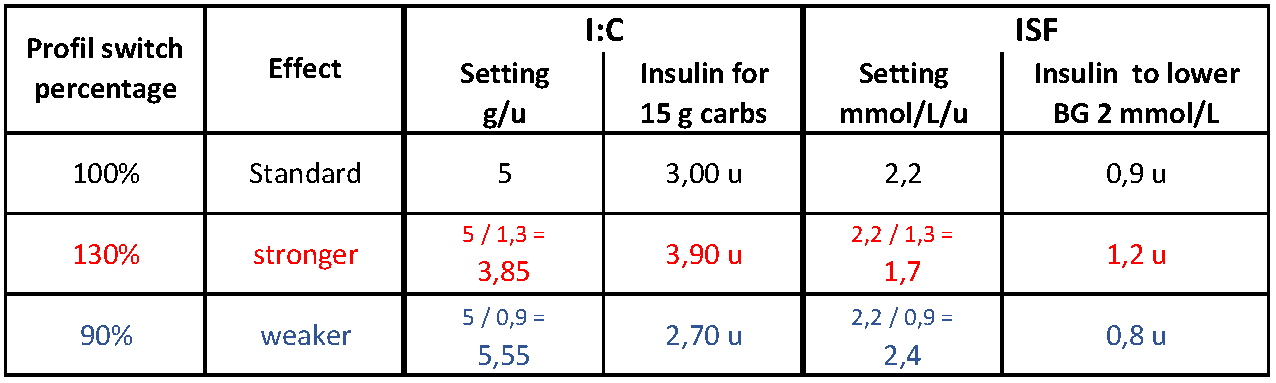 Profil switch percentage
Effect
I:C
ISF
Setting g/u
Insulin for 15 g carbs
Setting mmol/L/u
Insulin to lower BG 2 mmol/L
100%
Standard
5
3,00 u
2,2
0,9 u
130%
stronger
5 / 1,3 =
3,85
3,90 u
2,2 / 1,3 =
1,7
1,2 u
90%
weaker
5 / 0,9 =
5,55
2,70 u
2,2 / 0,9 =
2,4
0,8 u